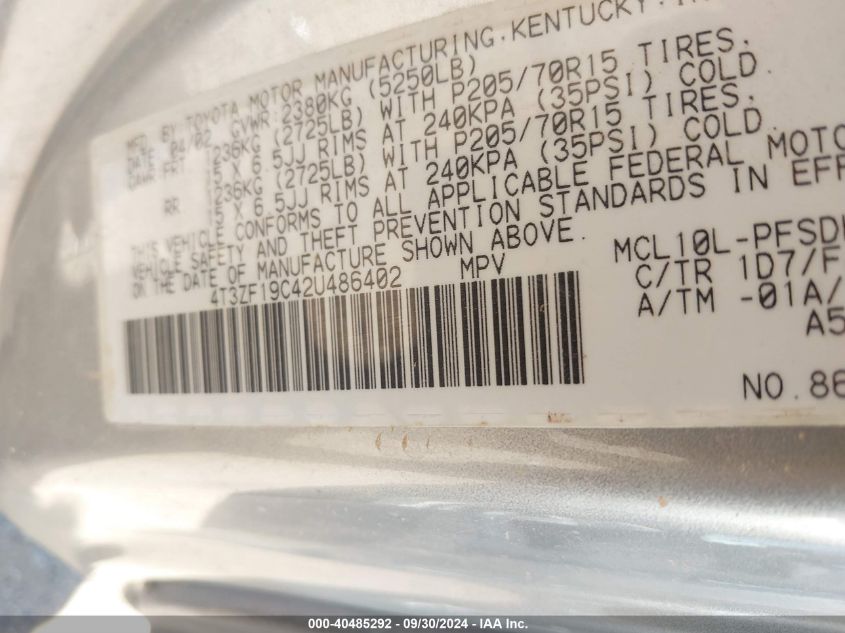 MFD. BY: TOYOTA MOTOR MANUFACTURING. KENTUCKY.
DATE: 04/02 GVWR: 2380KG (5250LB)
GAWR: FRT 1236KG (2725LB) WITH P205/70R15 TIRES.
15 X 6.5JJ RIMS AT 240KPA (35PSI) COLD.
RR 1236KG (2725LB) WITH P205/70R15 TIRES.
15 X 6.5JJ RIMS AT 240KPA (35PSI) COLD.
THIS VEHICLE CONFORMS TO ALL APPLICABLE FEDERAL MOTO
VEHICLE SAFETY AND THEFT PREVENTION STANDARDS IN EFF
ON THE DATE OF MANUFACTURE SHOWN ABOVE.
4T3ZF19C42U486402 MPV
MCL10L-PFSD
C/TR 1D7/F
A/TM -01A/
A5
NO.86
000-40485292 - 09/30/2024 - IAA Inc.